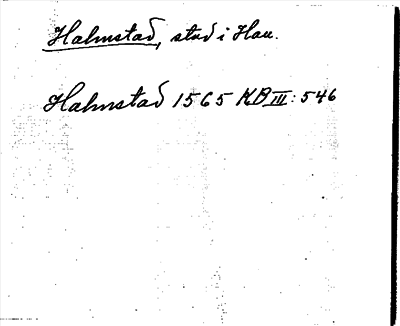 Halmstad, stad i Hall.
Halmstad 1565 KB III: 546